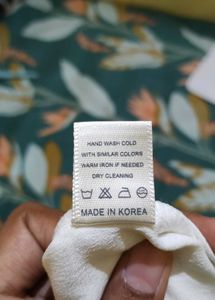 HAND WASH COLD
WITH SIMILAR COLORS
WARM IRON IF NEEDED
DRY CLEANING
MADE IN KOREA